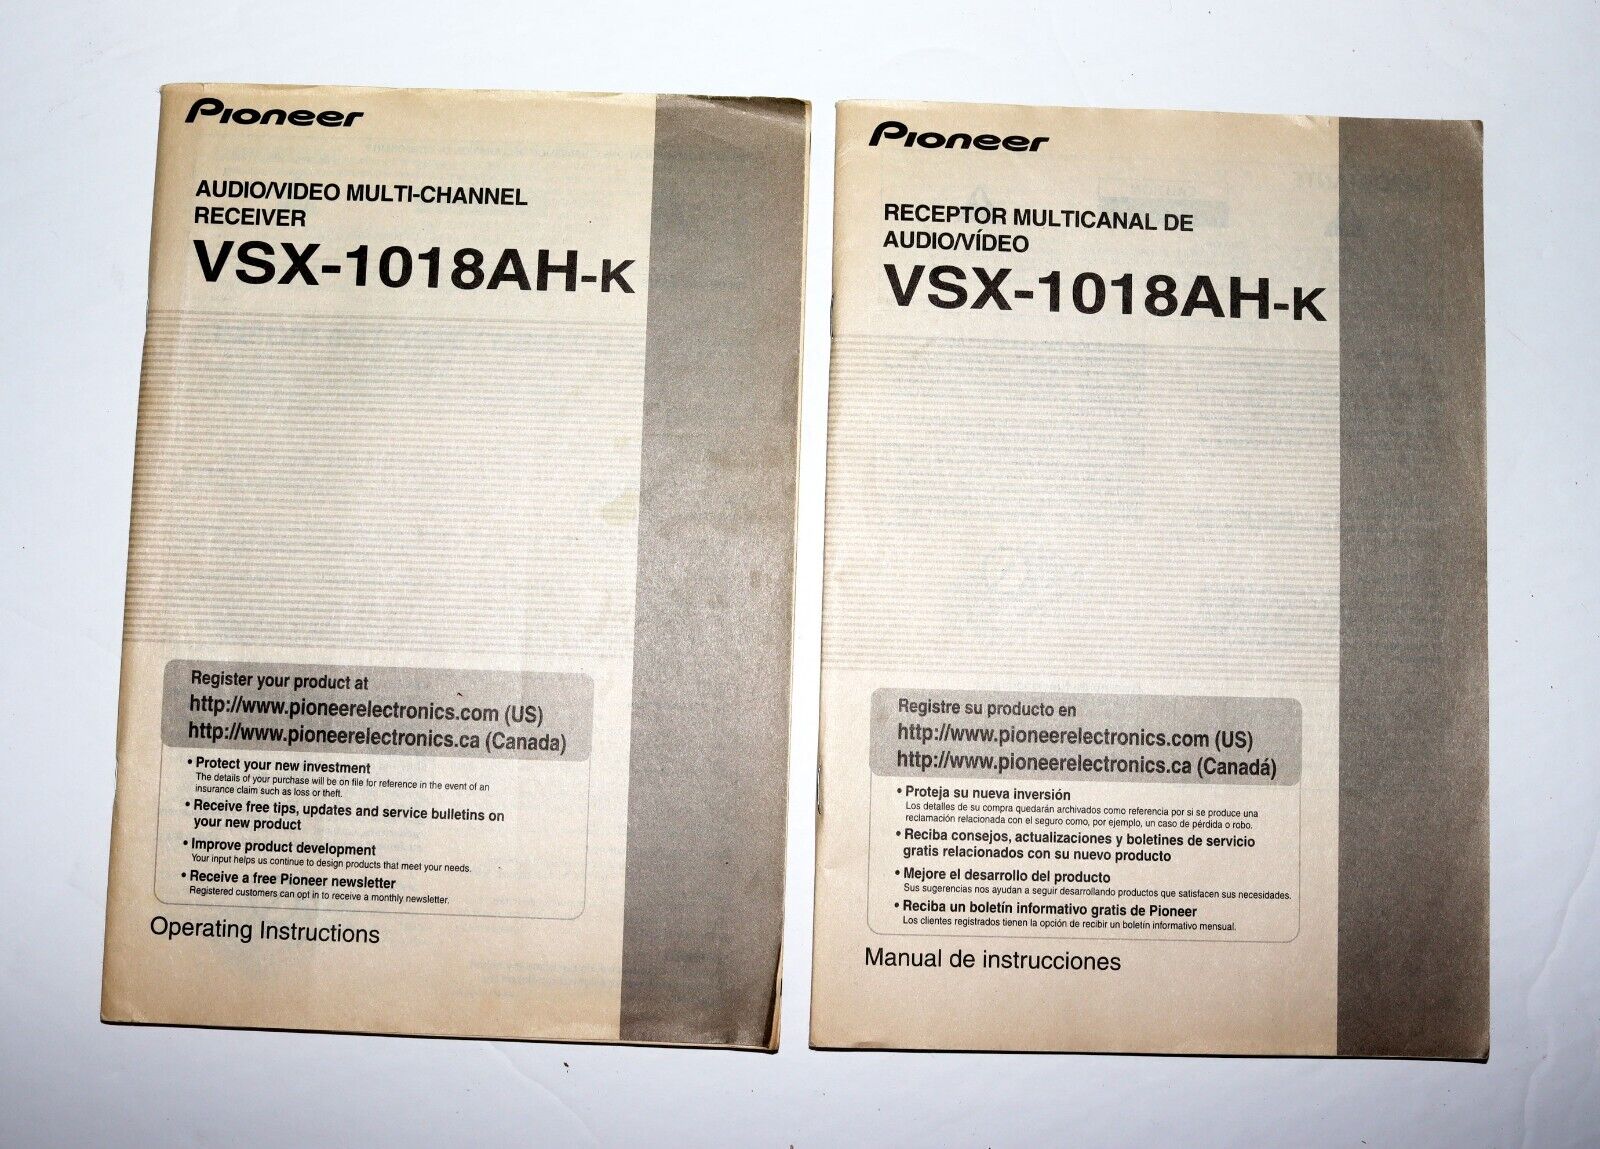 Pioneer
AUDIO/VIDEO MULTI-CHANNEL
RECEIVER
VSX-1018AH-K
Register your product at
http://www.pioneerelectronics.com (US)
http://www.pioneerelectronics.ca (Canada)
• Protect your new investment
The details of your purchase will be on file for reference in the event of an
insurance claim such as loss or theft.
• Receive free tips, updates and service bulletins on
your new product
• Improve product development
Your input helps us continue to design products that meet your needs.
• Receive a free Pioneer newsletter
Registered customers can opt in to receive a monthly newsletter.
Operating Instructions
Pioneer
RECEPTOR MULTICANAL DE
AUDIO/VÍDEO
VSX-1018AH-K
Registre su producto en
http://www.pioneerelectronics.com (US)
http://www.pioneerelectronics.ca (Canadá)
• Proteja su nueva inversión
Los detalles de su compra quedarán archivados como referencia por si se produce una
reclamación relacionada con el seguro como, por ejemplo, un caso de pérdida o robo.
• Reciba consejos, actualizaciones y boletines de servicio
gratis relacionados con su nuevo producto
• Mejore el desarrollo del producto
Sus sugerencias nos ayudan a seguir desarrollando productos que satisfacen sus necesidades.
• Reciba un boletín informativo gratis de Pioneer
Los clientes registrados tienen la opción de recibir un boletín informativo mensual.
Manual de instrucciones